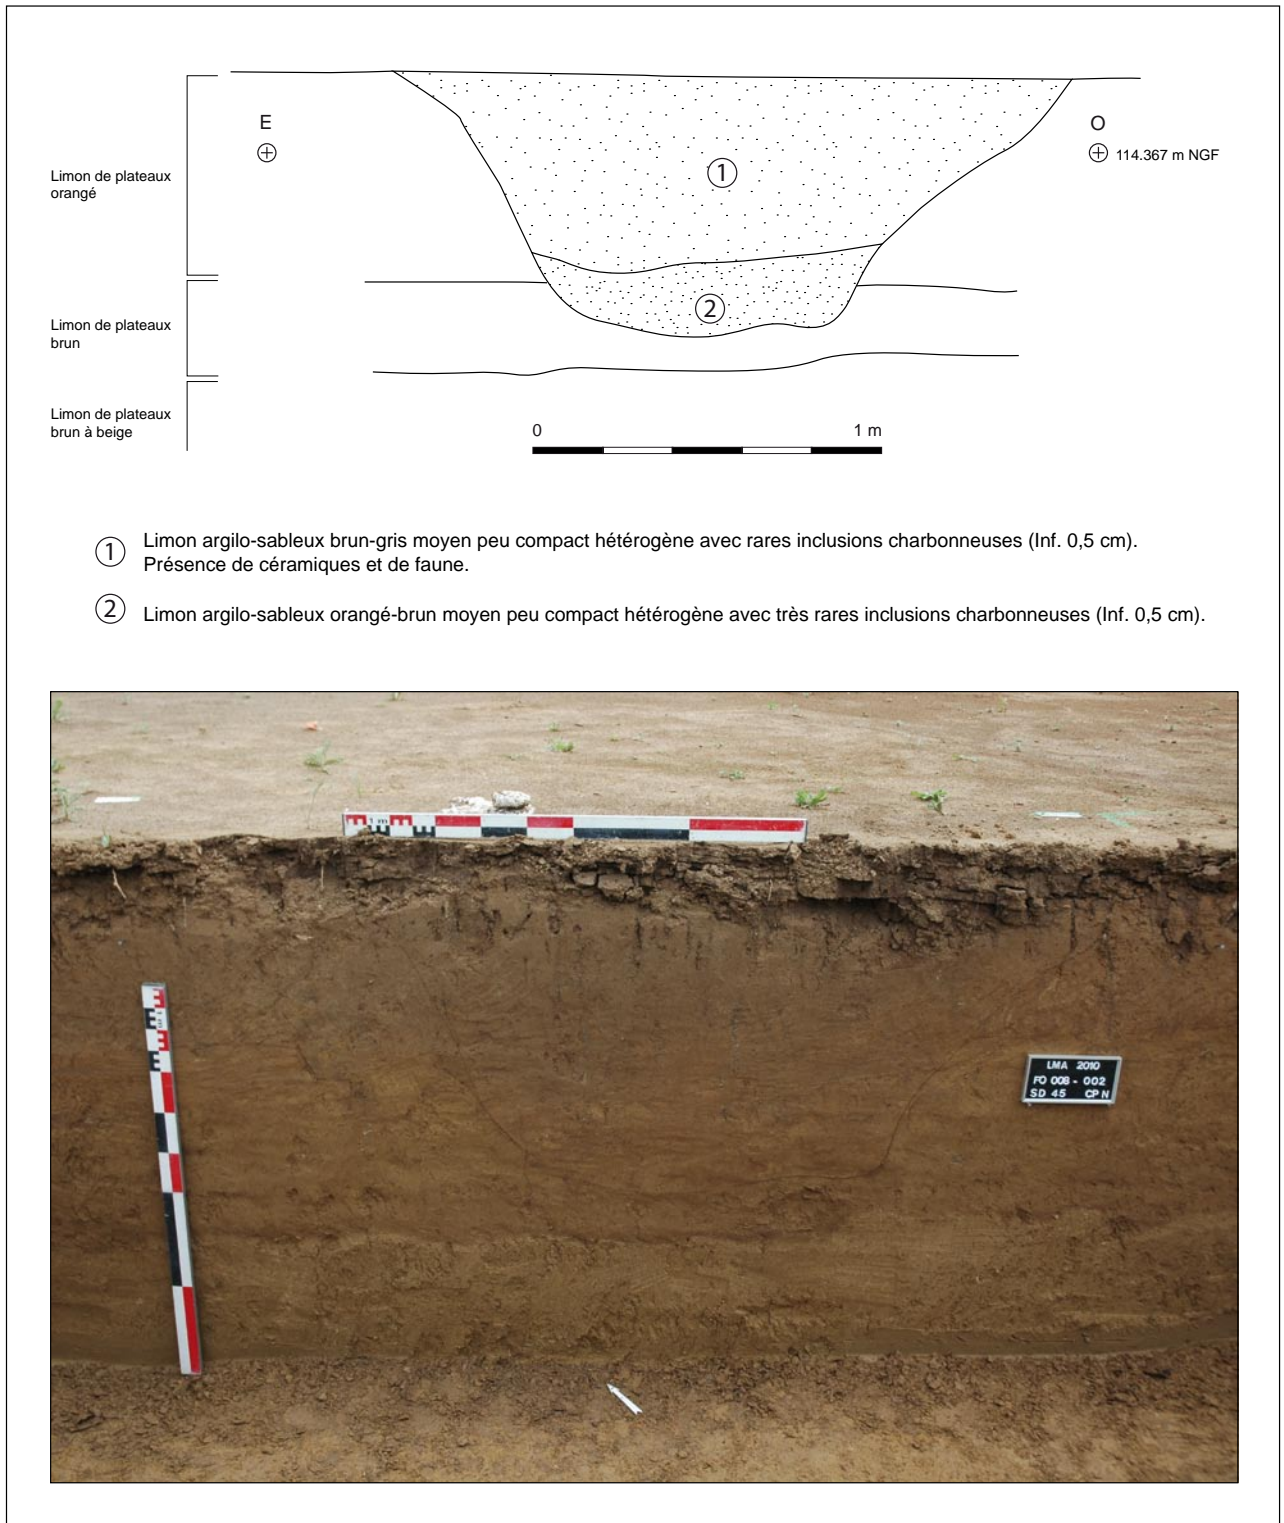 E
O
114.367 m NGF
Limon de plateaux
orangé
1
2
Limon de plateaux
brun
Limon de plateaux
brun à beige
0
1 m
1 Limon argilo-sableux brun-gris moyen peu compact hétérogène avec rares inclusions charbonneuses (Inf. 0,5 cm).
Présence de céramiques et de faune.
2 Limon argilo-sableux orangé-brun moyen peu compact hétérogène avec très rares inclusions charbonneuses (Inf. 0,5 cm).
1 m
LMA 2010
FO 008 - 002
SD 45 CP N